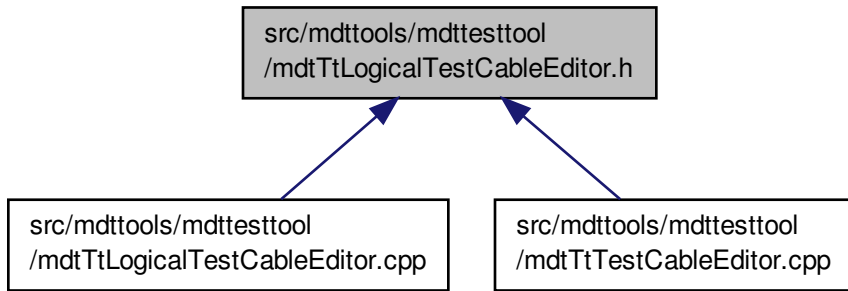 src/mdttools/mdttesttool
/mdtTtLogicalTestCableEditor.h
src/mdttools/mdttesttool
/mdtTtLogicalTestCableEditor.cpp
src/mdttools/mdttesttool
/mdtTtTestCableEditor.cpp